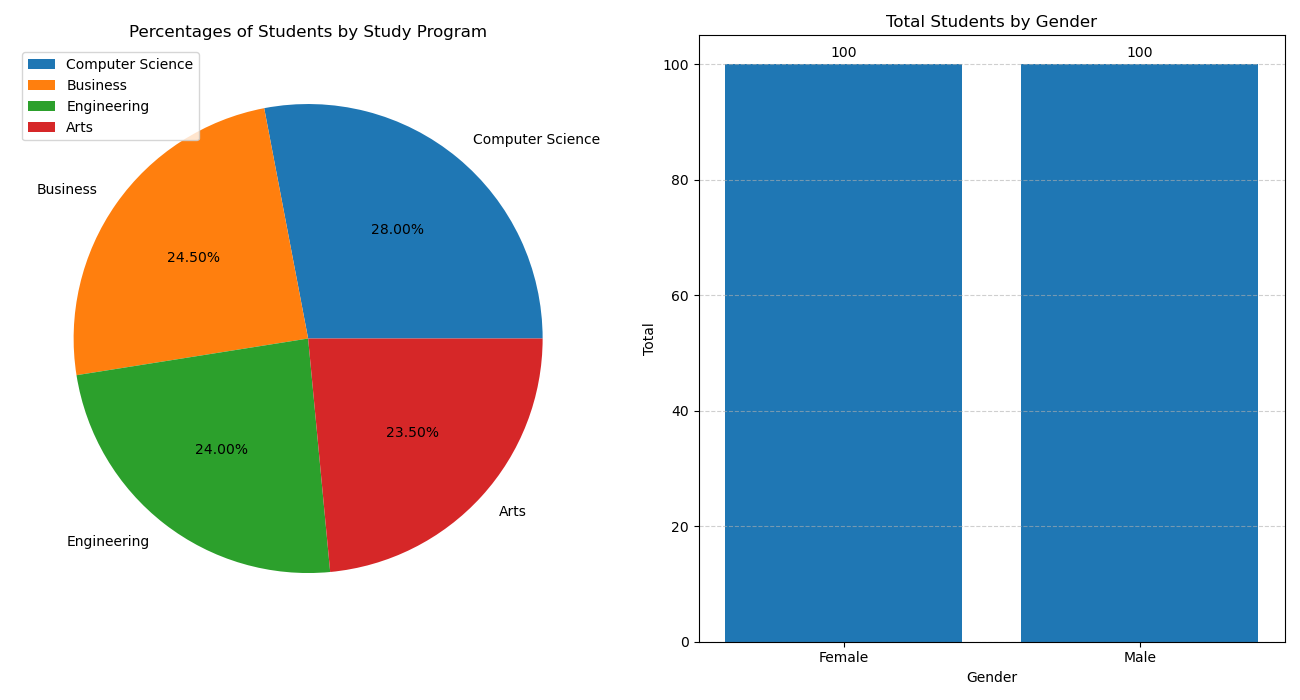 Percentages of Students by Study Program
Computer Science
Business
Engineering
Arts
Computer Science
Business
28.00%
24.50%
24.00%
23.50%
Arts
Engineering
Total Students by Gender
100
100
100
80
60
40
20
0
Total
Female
Male
Gender